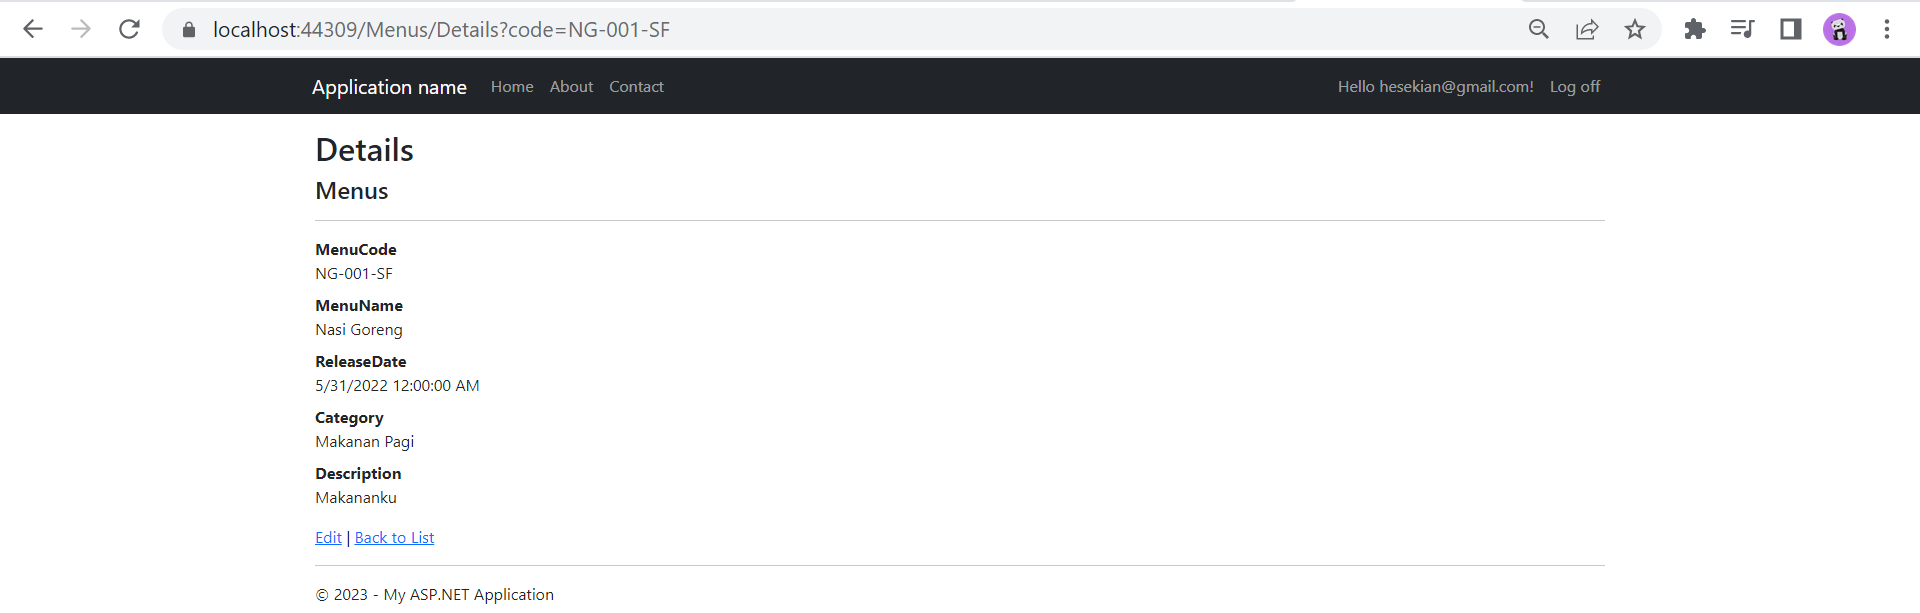 localhost:44309/Menus/Details?code=NG-001-SF
Application name Home About Contact Hello hesekian@gmail.com! Log off
Details
Menus
MenuCode
NG-001-SF
MenuName
Nasi Goreng
ReleaseDate
5/31/2022 12:00:00 AM
Category
Makanan Pagi
Description
Makananku
Edit | Back to List
© 2023 - My ASP.NET Application